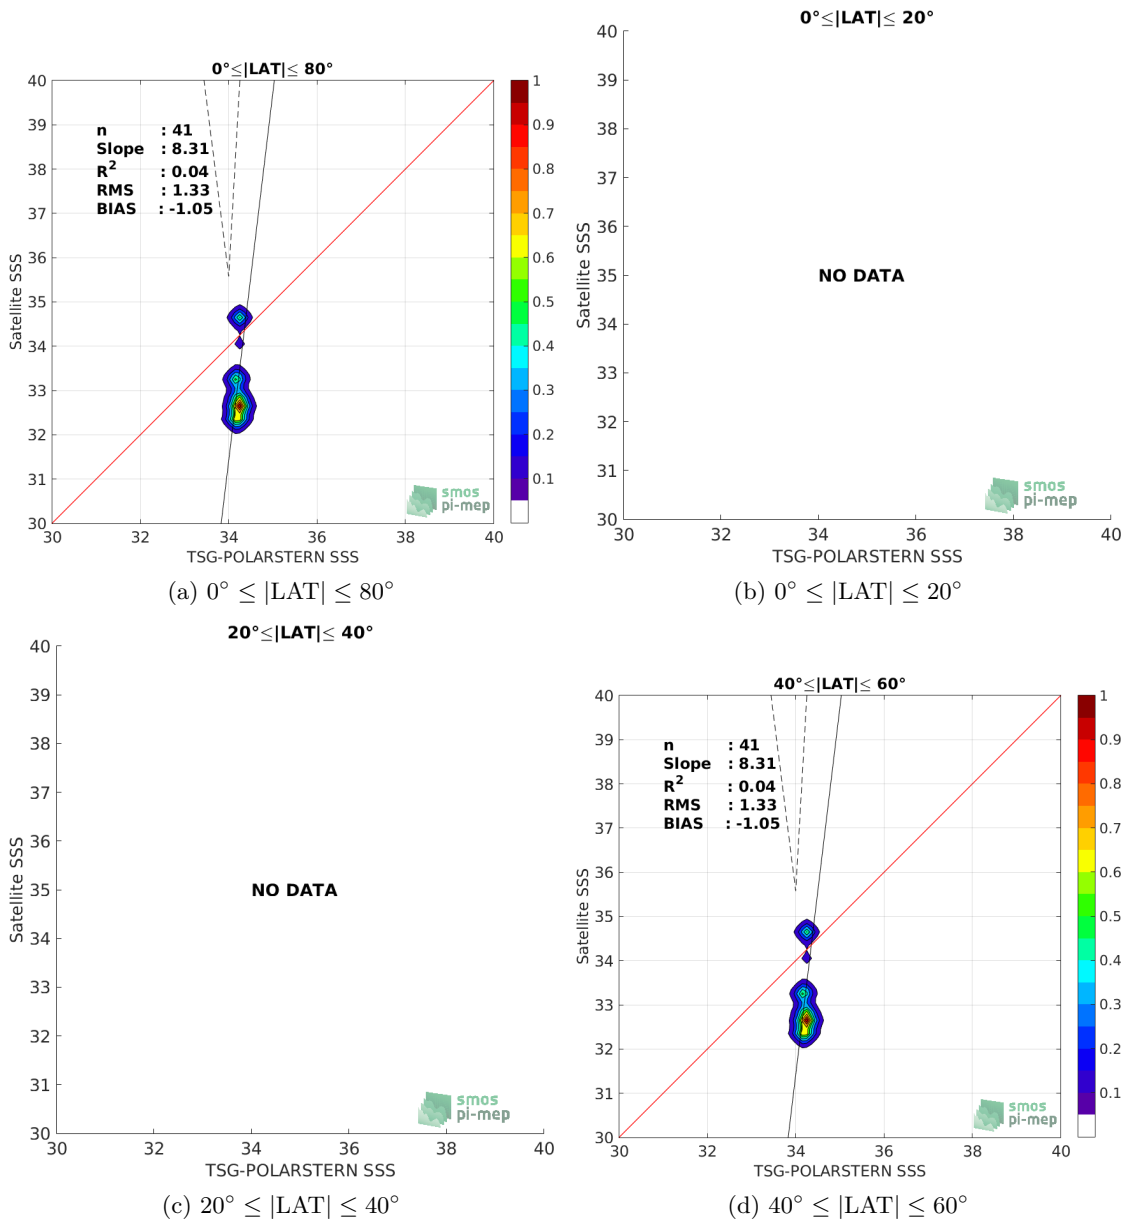 0°≤|LAT|≤ 80°
40
39
38
37
36
35
34
33
32
31
30
Satellite SSS
n : 41
Slope : 8.31
R² : 0.04
RMS : 1.33
BIAS : -1.05
smos
pi-mep
30 32 34 36 38 40
TSG-POLARSTERN SSS
1
0.9
0.8
0.7
0.6
0.5
0.4
0.3
0.2
0.1
(a) 0° ≤ |LAT| ≤ 80°
0°≤|LAT|≤ 20°
40
39
38
37
36
35
34
33
32
31
30
Satellite SSS
NO DATA
smos
pi-mep
30 32 34 36 38 40
TSG-POLARSTERN SSS
(b) 0° ≤ |LAT| ≤ 20°
20°≤|LAT|≤ 40°
40
39
38
37
36
35
34
33
32
31
30
Satellite SSS
NO DATA
smos
pi-mep
30 32 34 36 38 40
TSG-POLARSTERN SSS
(c) 20° ≤ |LAT| ≤ 40°
40°≤|LAT|≤ 60°
40
39
38
37
36
35
34
33
32
31
30
Satellite SSS
n : 41
Slope : 8.31
R² : 0.04
RMS : 1.33
BIAS : -1.05
smos
pi-mep
30 32 34 36 38 40
TSG-POLARSTERN SSS
1
0.9
0.8
0.7
0.6
0.5
0.4
0.3
0.2
0.1
(d) 40° ≤ |LAT| ≤ 60°